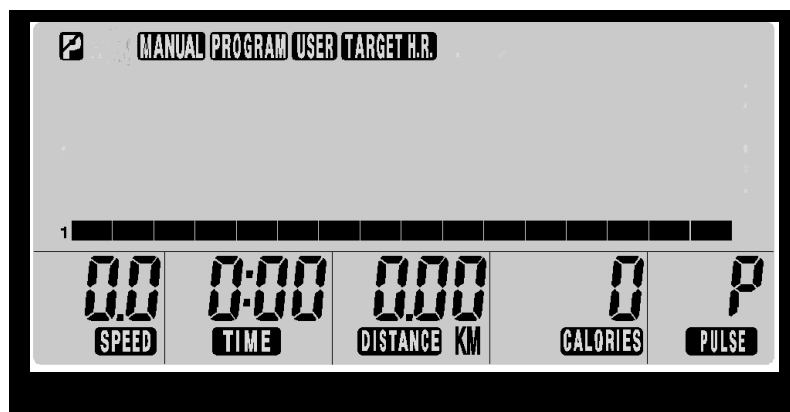 MANUAL PROGRAM USER TARGET H.R.
1
0.0 0:00 0.00 0 P
SPEED TIME DISTANCE KM CALORIES PULSE